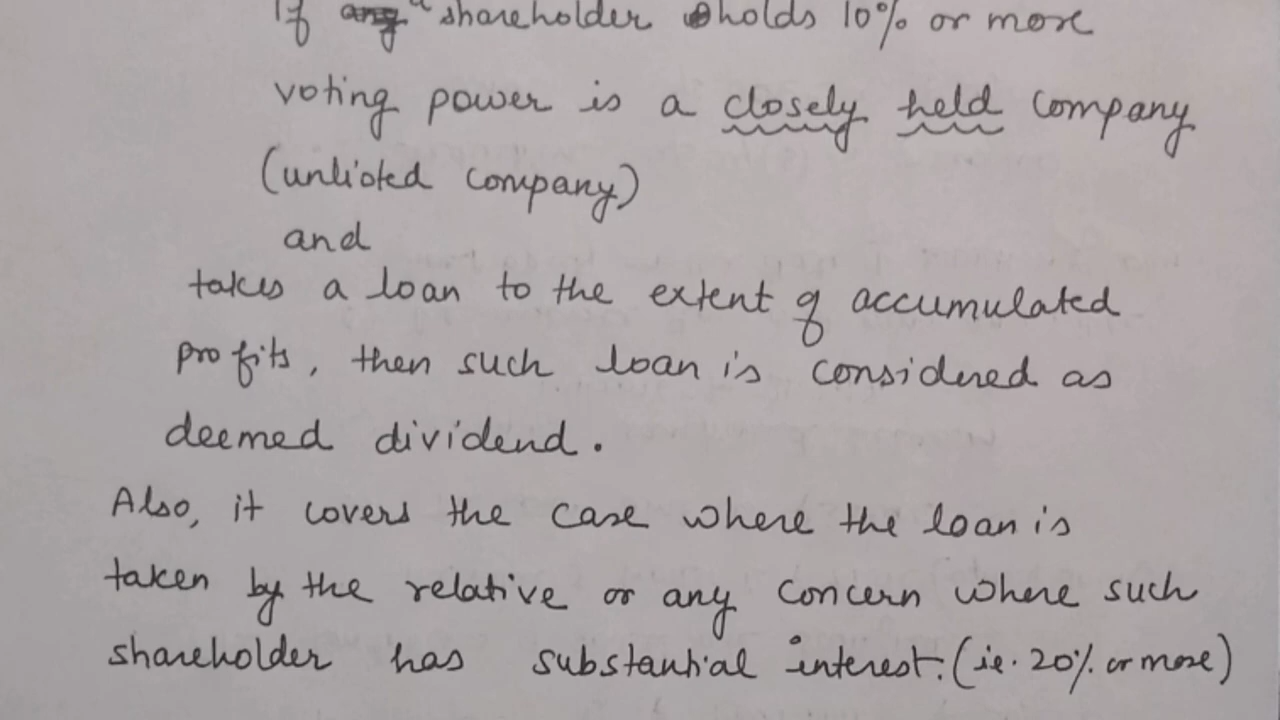 If a shareholder holds 10% or more
voting power is a closely held company
(unlisted company)
and
takes a loan to the extent of accumulated
profits, then such loan is considered as
deemed dividend.
Also, it covers the case where the loan is
taken by the relative or any concern where such
shareholder has substantial interest. (ie. 20% or more)